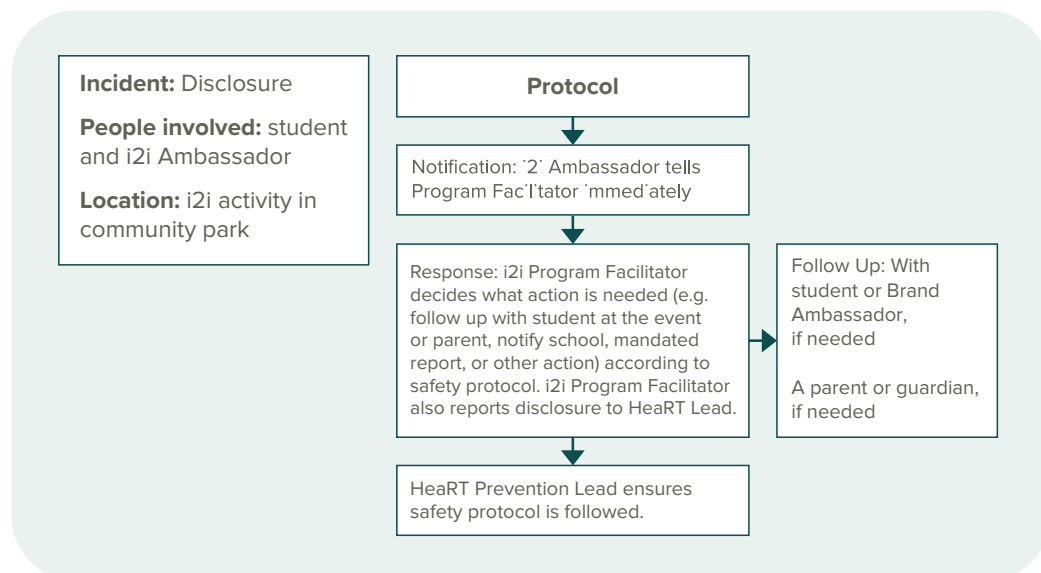 Incident: Disclosure
People involved: student
and i2i Ambassador
Location: i2i activity in
community park
Protocol
Notification: i2i Ambassador tells
Program Facilitator immediately
Response: i2i Program Facilitator
decides what action is needed (e.g.
follow up with student at the event
or parent, notify school, mandated
report, or other action) according to
safety protocol. i2i Program Facilitator
also reports disclosure to HeaRT Lead.
Follow Up: With
student or Brand
Ambassador,
if needed
A parent or guardian,
if needed
HeaRT Prevention Lead ensures
safety protocol is followed.